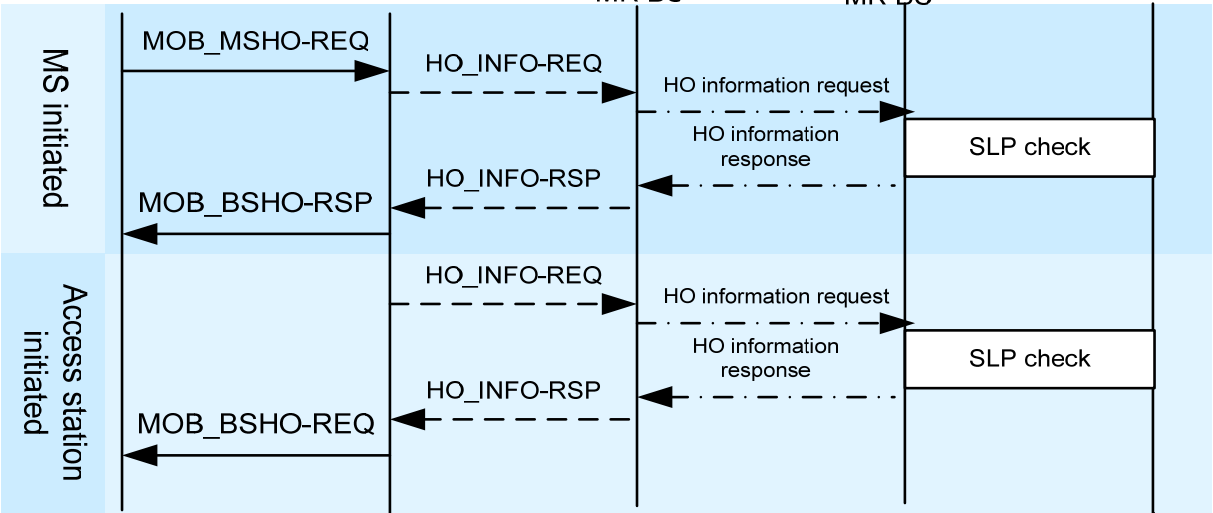 MS initiated
MOB_MSHO-REQ
HO_INFO-REQ
HO information request
SLP check
HO information
response
HO_INFO-RSP
MOB_BSHO-RSP
Access station
initiated
HO_INFO-REQ
HO information request
SLP check
HO information
response
HO_INFO-RSP
MOB_BSHO-REQ